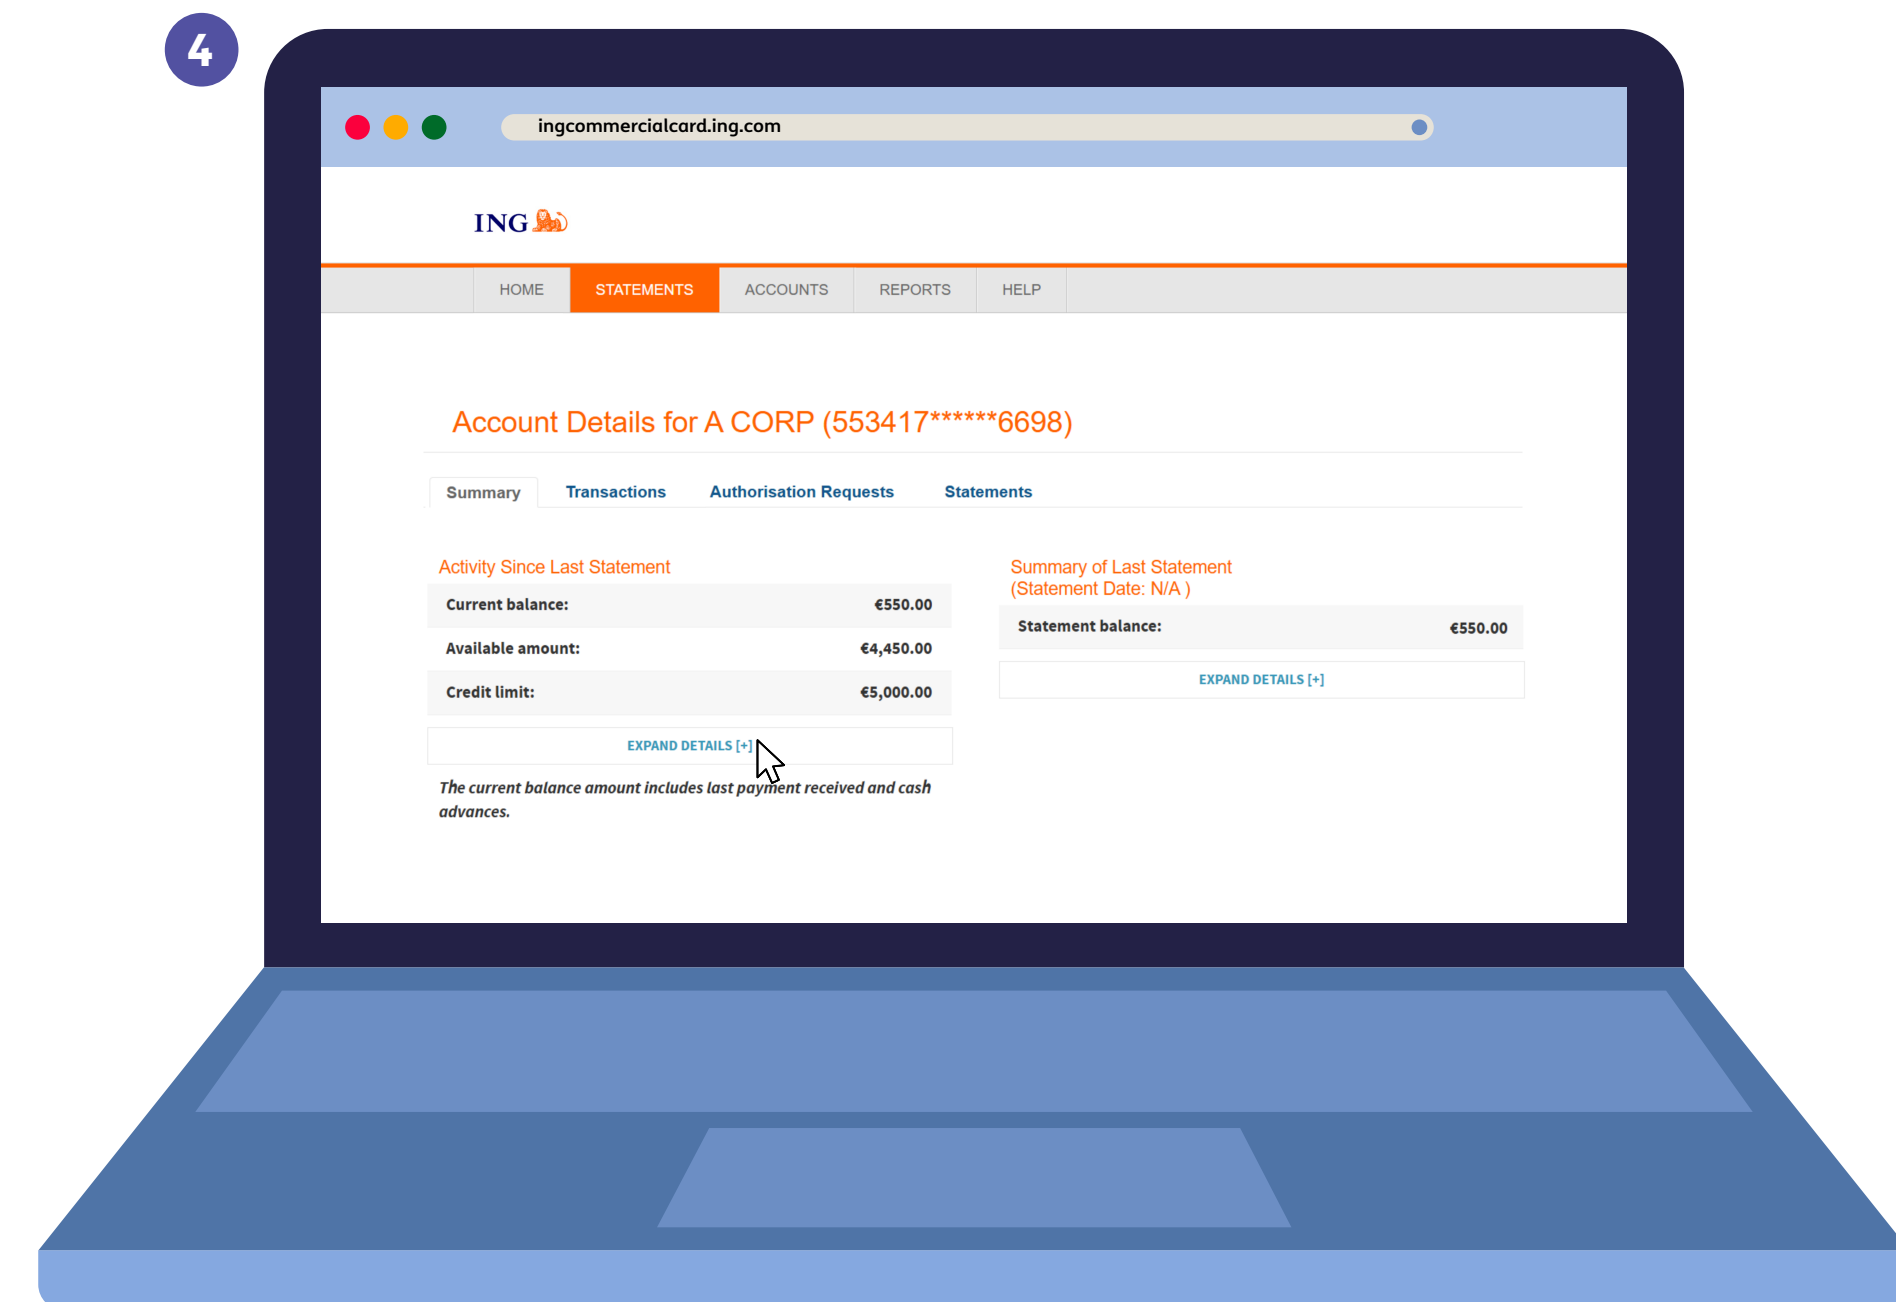 4
ingcommercialcard.ing.com
ING
HOME STATEMENTS ACCOUNTS REPORTS HELP
Account Details for A CORP (553417******6698)
Summary Transactions Authorisation Requests Statements
Activity Since Last Statement
Current balance: €550.00
Available amount: €4,450.00
Credit limit: €5,000.00
EXPAND DETAILS [+]
The current balance amount includes last payment received and cash
advances.
Summary of Last Statement
(Statement Date: N/A )
Statement balance: €550.00
EXPAND DETAILS [+]